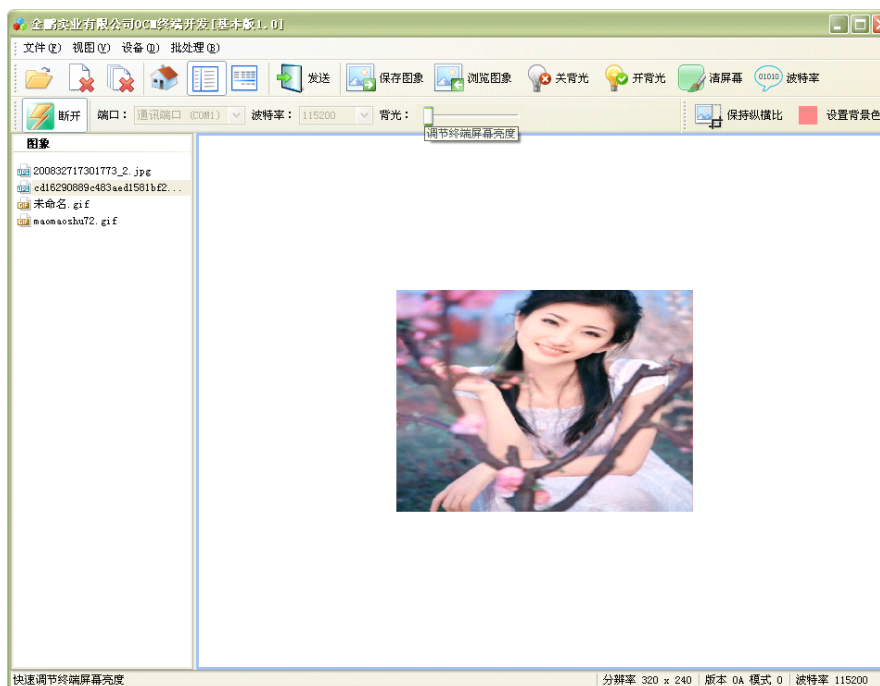 金鹏实业有限公司OCM终端开发[基本版1.0]
文件(F) 视图(V) 设备(D) 批处理(B)
发送 保存图象 浏览图象 关背光 开背光 清屏幕 01010 波特率
断开 端口： 通讯端口 (COM1) 波特率： 115200 背光： 保持纵横比 设置背景色
调节终端屏幕亮度
图象
200832717301773_2.jpg
cd16290889c483aed1581bf2...
未命名.gif
maomaoshu72.gif
快速调节终端屏幕亮度 分辨率 320 x 240 版本 0A 模式 0 波特率 115200